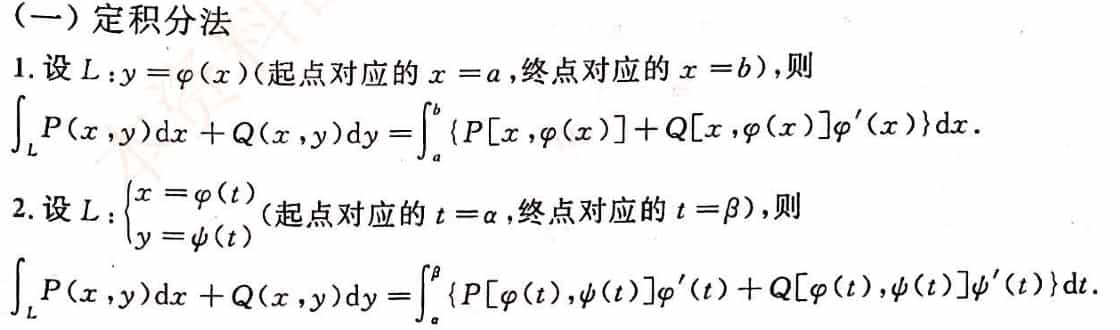 （一）定积分法
1. 设 L:y=φ(x)(起点对应的 x=a,终点对应的 x=b),则
∫_L P(x,y)dx+Q(x,y)dy=∫_a^b {P[x,φ(x)]+Q[x,φ(x)]φ′(x)}dx.
2. 设 L:{x=φ(t) y=ψ(t) (起点对应的 t=α,终点对应的 t=β),则
∫_L P(x,y)dx+Q(x,y)dy=∫_α^β {P[φ(t),ψ(t)]φ′(t)+Q[φ(t),ψ(t)]ψ′(t)}dt.